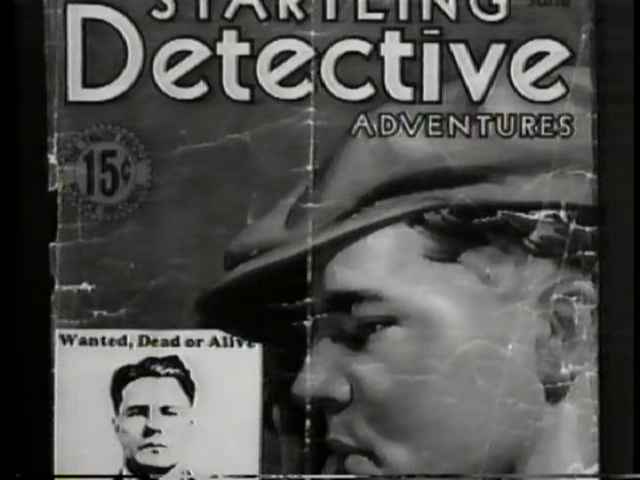 STARTLING
Detective
ADVENTURES
15¢
Wanted, Dead or Alive